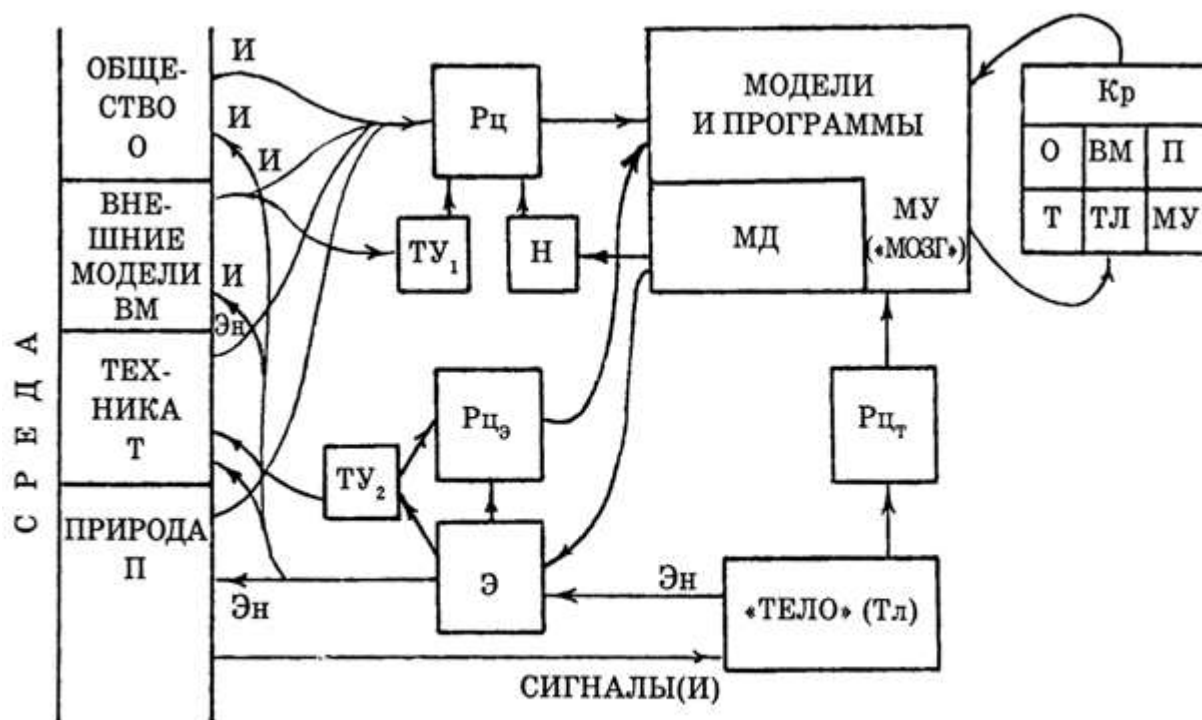 СРЕДА
ОБЩЕ-
СТВО
О
ВНЕ-
ШНИЕ
МОДЕЛИ
ВМ
ТЕХ-
НИКА
Т
ПРИРОДА
П
И
И
И
И
Эн
Эн
Рц
ТУ₁
Н
МОДЕЛИ
И ПРОГРАММЫ
МД
МУ
(«МОЗГ»)
Кр
О ВМ П
Т ТЛ МУ
Рцэ
ТУ₂
Э
Рцт
Эн
«ТЕЛО» (Тл)
СИГНАЛЫ(И)